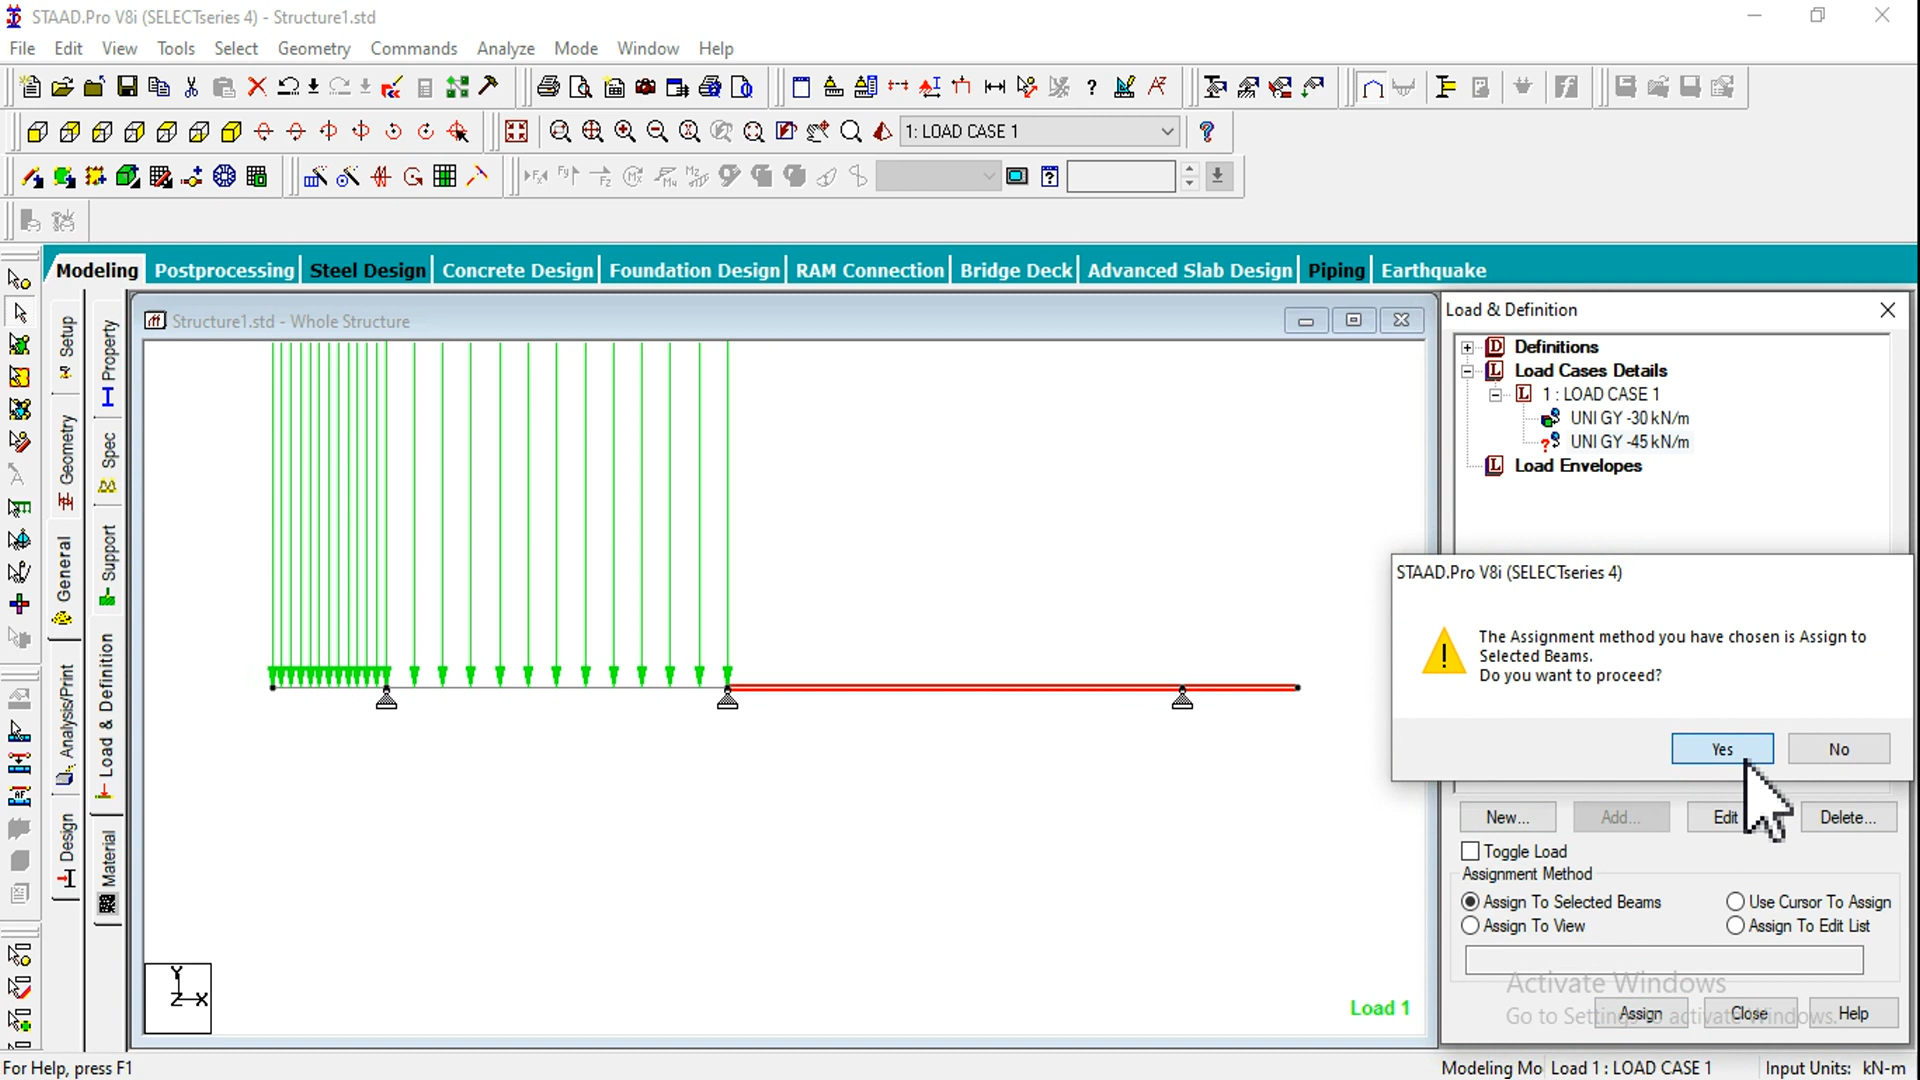 STAAD.Pro V8i (SELECTseries 4) - Structure1.std
File Edit View Tools Select Geometry Commands Analyze Mode Window Help
1: LOAD CASE 1
Modeling Postprocessing Steel Design Concrete Design Foundation Design RAM Connection Bridge Deck Advanced Slab Design Piping Earthquake
Setup
Geometry
General
Analysis/Print
Design
Property
Spec
Support
Load & Definition
Material
Structure1.std - Whole Structure
Y
Z X
Load 1
Load & Definition
Definitions
Load Cases Details
1 : LOAD CASE 1
UNI GY -30 kN/m
UNI GY -45 kN/m
Load Envelopes
STAAD.Pro V8i (SELECTseries 4)
The Assignment method you have chosen is Assign to
Selected Beams.
Do you want to proceed?
Yes No
New... Add... Edit Delete...
Toggle Load
Assignment Method
Assign To Selected Beams Use Cursor To Assign
Assign To View Assign To Edit List
Activate Windows
Go to Settings to activate Windows.
Assign Close Help
For Help, press F1
Modeling Mo Load 1 : LOAD CASE 1 Input Units: kN-m